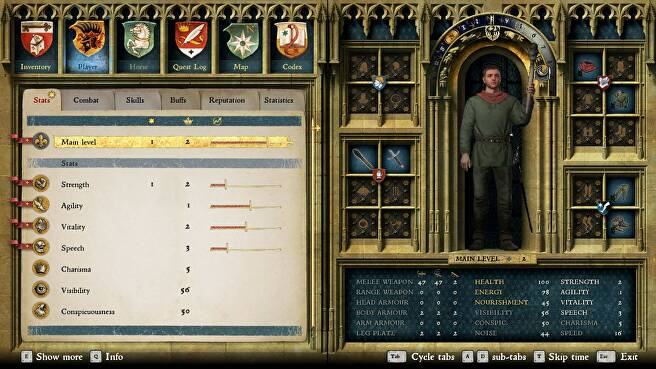 Inventory Player Horse Quest Log Map Codex
Stats Combat Skills Buffs Reputation Statistics
Main level 1 2
Stats
Strength 1 2
Agility 1
Vitality 2
Speech 3
Charisma 5
Visibility 56
Conspicuousness 50
MAIN LEVEL 2
MELEE WEAPON 47 47 2 HEALTH 100 STRENGTH 2
RANGE WEAPON 0 0 0 ENERGY 78 AGILITY 1
HEAD ARMOUR 0 0 0 NOURISHMENT 45 VITALITY 2
BODY ARMOUR 2 2 2 VISIBILITY 56 SPEECH 3
ARM ARMOUR 0 0 0 CONSPIC. 50 CHARISMA 5
LEG PLATE 2 2 2 NOISE 44 SPEED 16
E Show more Q Info Tab Cycle tabs A D sub-tabs T Skip time Esc Exit